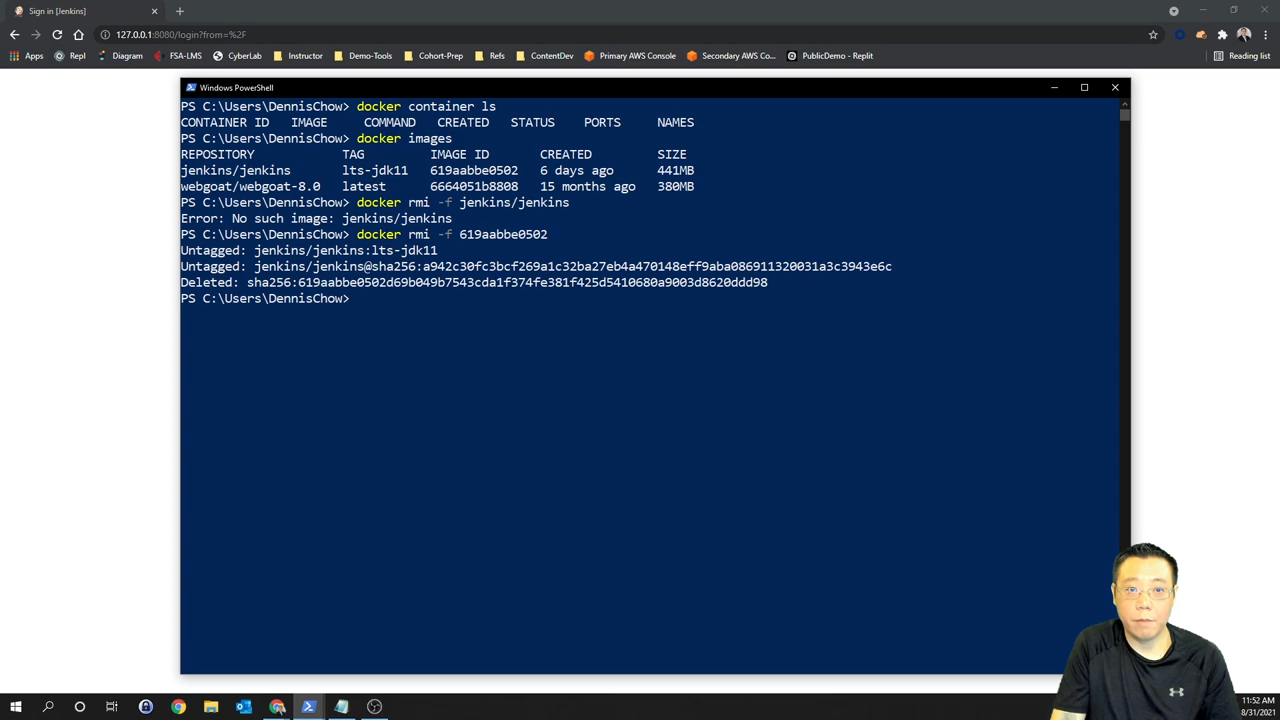 Sign in [Jenkins]
127.0.0.1:8080/login?from=%2F
Apps Repl Diagram FSA-LMS CyberLab Instructor Demo-Tools Cohort-Prep Refs ContentDev Primary AWS Console Secondary AWS Co... PublicDemo - Replit Reading list
Windows PowerShell
PS C:\Users\DennisChow> docker container ls
CONTAINER ID IMAGE COMMAND CREATED STATUS PORTS NAMES
PS C:\Users\DennisChow> docker images
REPOSITORY TAG IMAGE ID CREATED SIZE
jenkins/jenkins lts-jdk11 619aabbe0502 6 days ago 441MB
webgoat/webgoat-8.0 latest 6664051b8808 15 months ago 380MB
PS C:\Users\DennisChow> docker rmi -f jenkins/jenkins
Error: No such image: jenkins/jenkins
PS C:\Users\DennisChow> docker rmi -f 619aabbe0502
Untagged: jenkins/jenkins:lts-jdk11
Untagged: jenkins/jenkins@sha256:a942c30fc3bcf269a1c32ba27eb4a470148eff9aba086911320031a3c3943e6c
Deleted: sha256:619aabbe0502d69b049b7543cda1f374fe381f425d5410680a9003d8620ddd98
PS C:\Users\DennisChow>
11:52 AM
8/31/2021